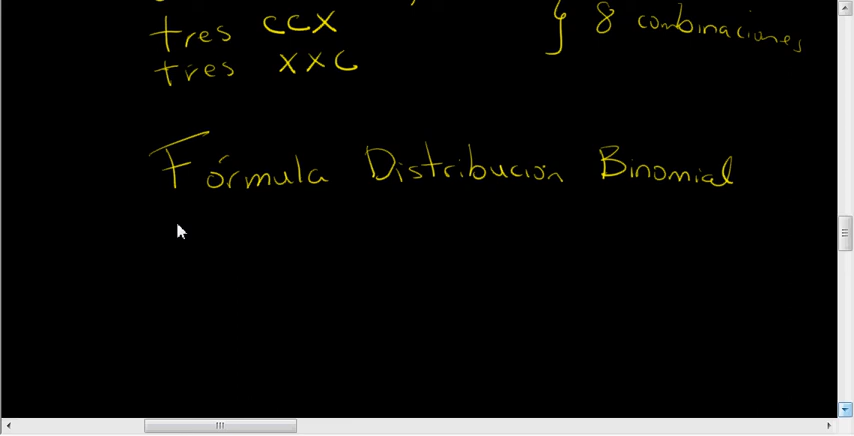 tres CCX
tres XXC
8 combinaciones
Fórmula Distribución Binomial